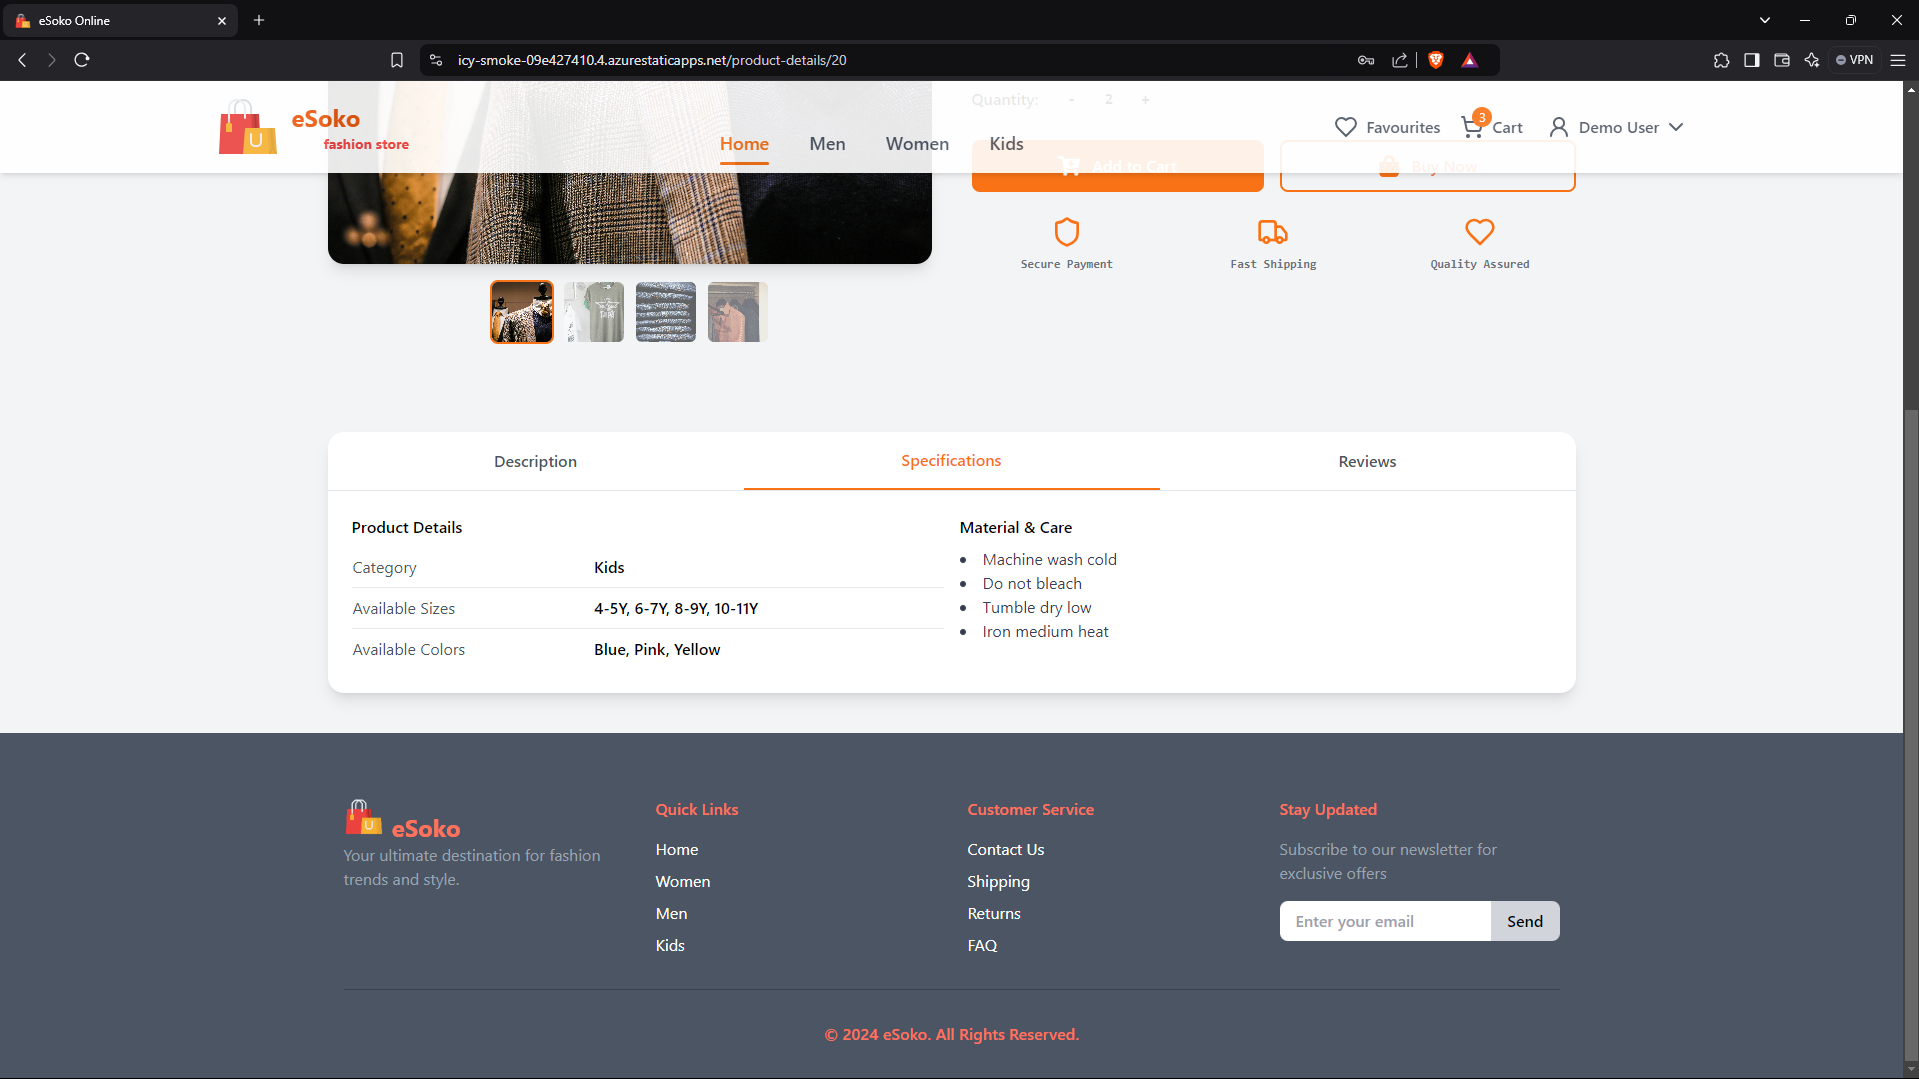 eSoko Online
icy-smoke-09e427410.4.azurestaticapps.net/product-details/20
VPN
eSoko
fashion store
Home
Men
Women
Kids
Favourites
3
Cart
Demo User
Quantity:
-
2
+
Add to Cart
Buy Now
Secure Payment
Fast Shipping
Quality Assured
Description
Specifications
Reviews
Product Details
Category
Kids
Available Sizes
4-5Y, 6-7Y, 8-9Y, 10-11Y
Available Colors
Blue, Pink, Yellow
Material & Care
Machine wash cold
Do not bleach
Tumble dry low
Iron medium heat
U eSoko
Your ultimate destination for fashion
trends and style.
Quick Links
Home
Women
Men
Kids
Customer Service
Contact Us
Shipping
Returns
FAQ
Stay Updated
Subscribe to our newsletter for
exclusive offers
Enter your email
Send
© 2024 eSoko. All Rights Reserved.